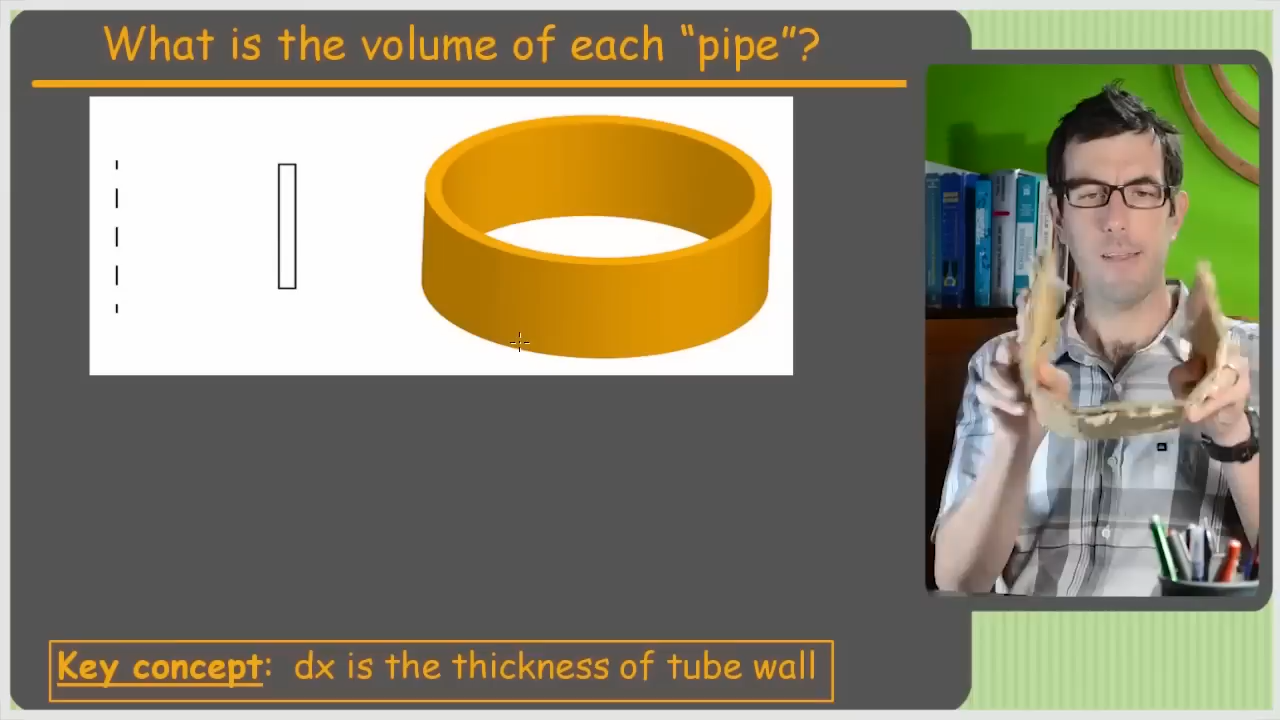 What is the volume of each “pipe”?
Key concept: dx is the thickness of tube wall